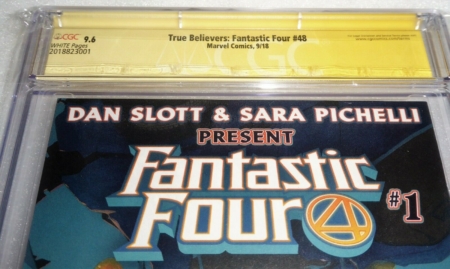 CGC 9.6
WHITE Pages
2018823001
True Believers: Fantastic Four #48
Marvel Comics, 9/18
DAN SLOTT & SARA PICHELLI
PRESENT
Fantastic
Four 4
#1